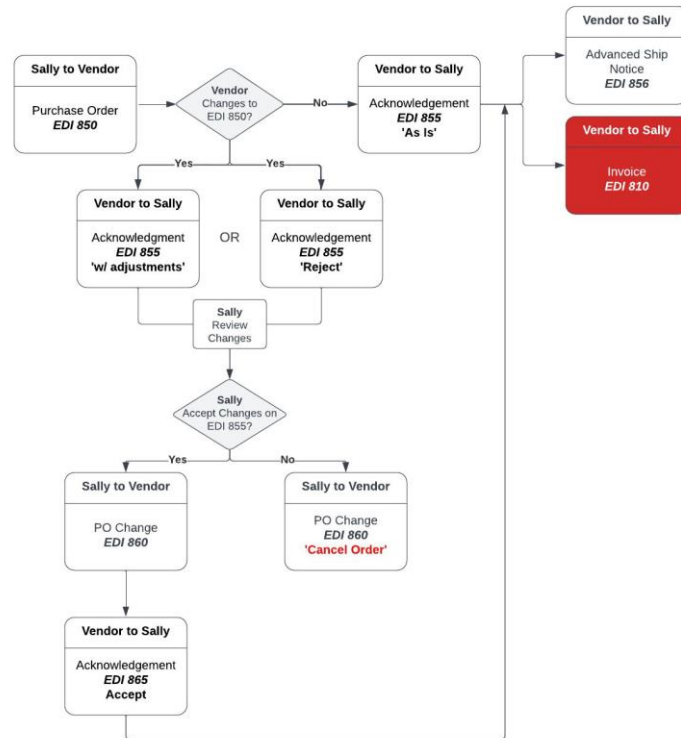 Sally to Vendor
Purchase Order
EDI 850
Vendor
Changes to
EDI 850?
No
Vendor to Sally
Acknowledgement
EDI 855
'As Is'
Vendor to Sally
Advanced Ship
Notice
EDI 856
Vendor to Sally
Invoice
EDI 810
Yes
Yes
Vendor to Sally
Acknowledgment
EDI 855
'w/ adjustments'
OR
Vendor to Sally
Acknowledgement
EDI 855
'Reject'
Sally
Review
Changes
Sally
Accept Changes on
EDI 855?
Yes
No
Sally to Vendor
PO Change
EDI 860
Sally to Vendor
PO Change
EDI 860
'Cancel Order'
Vendor to Sally
Acknowledgement
EDI 865
Accept